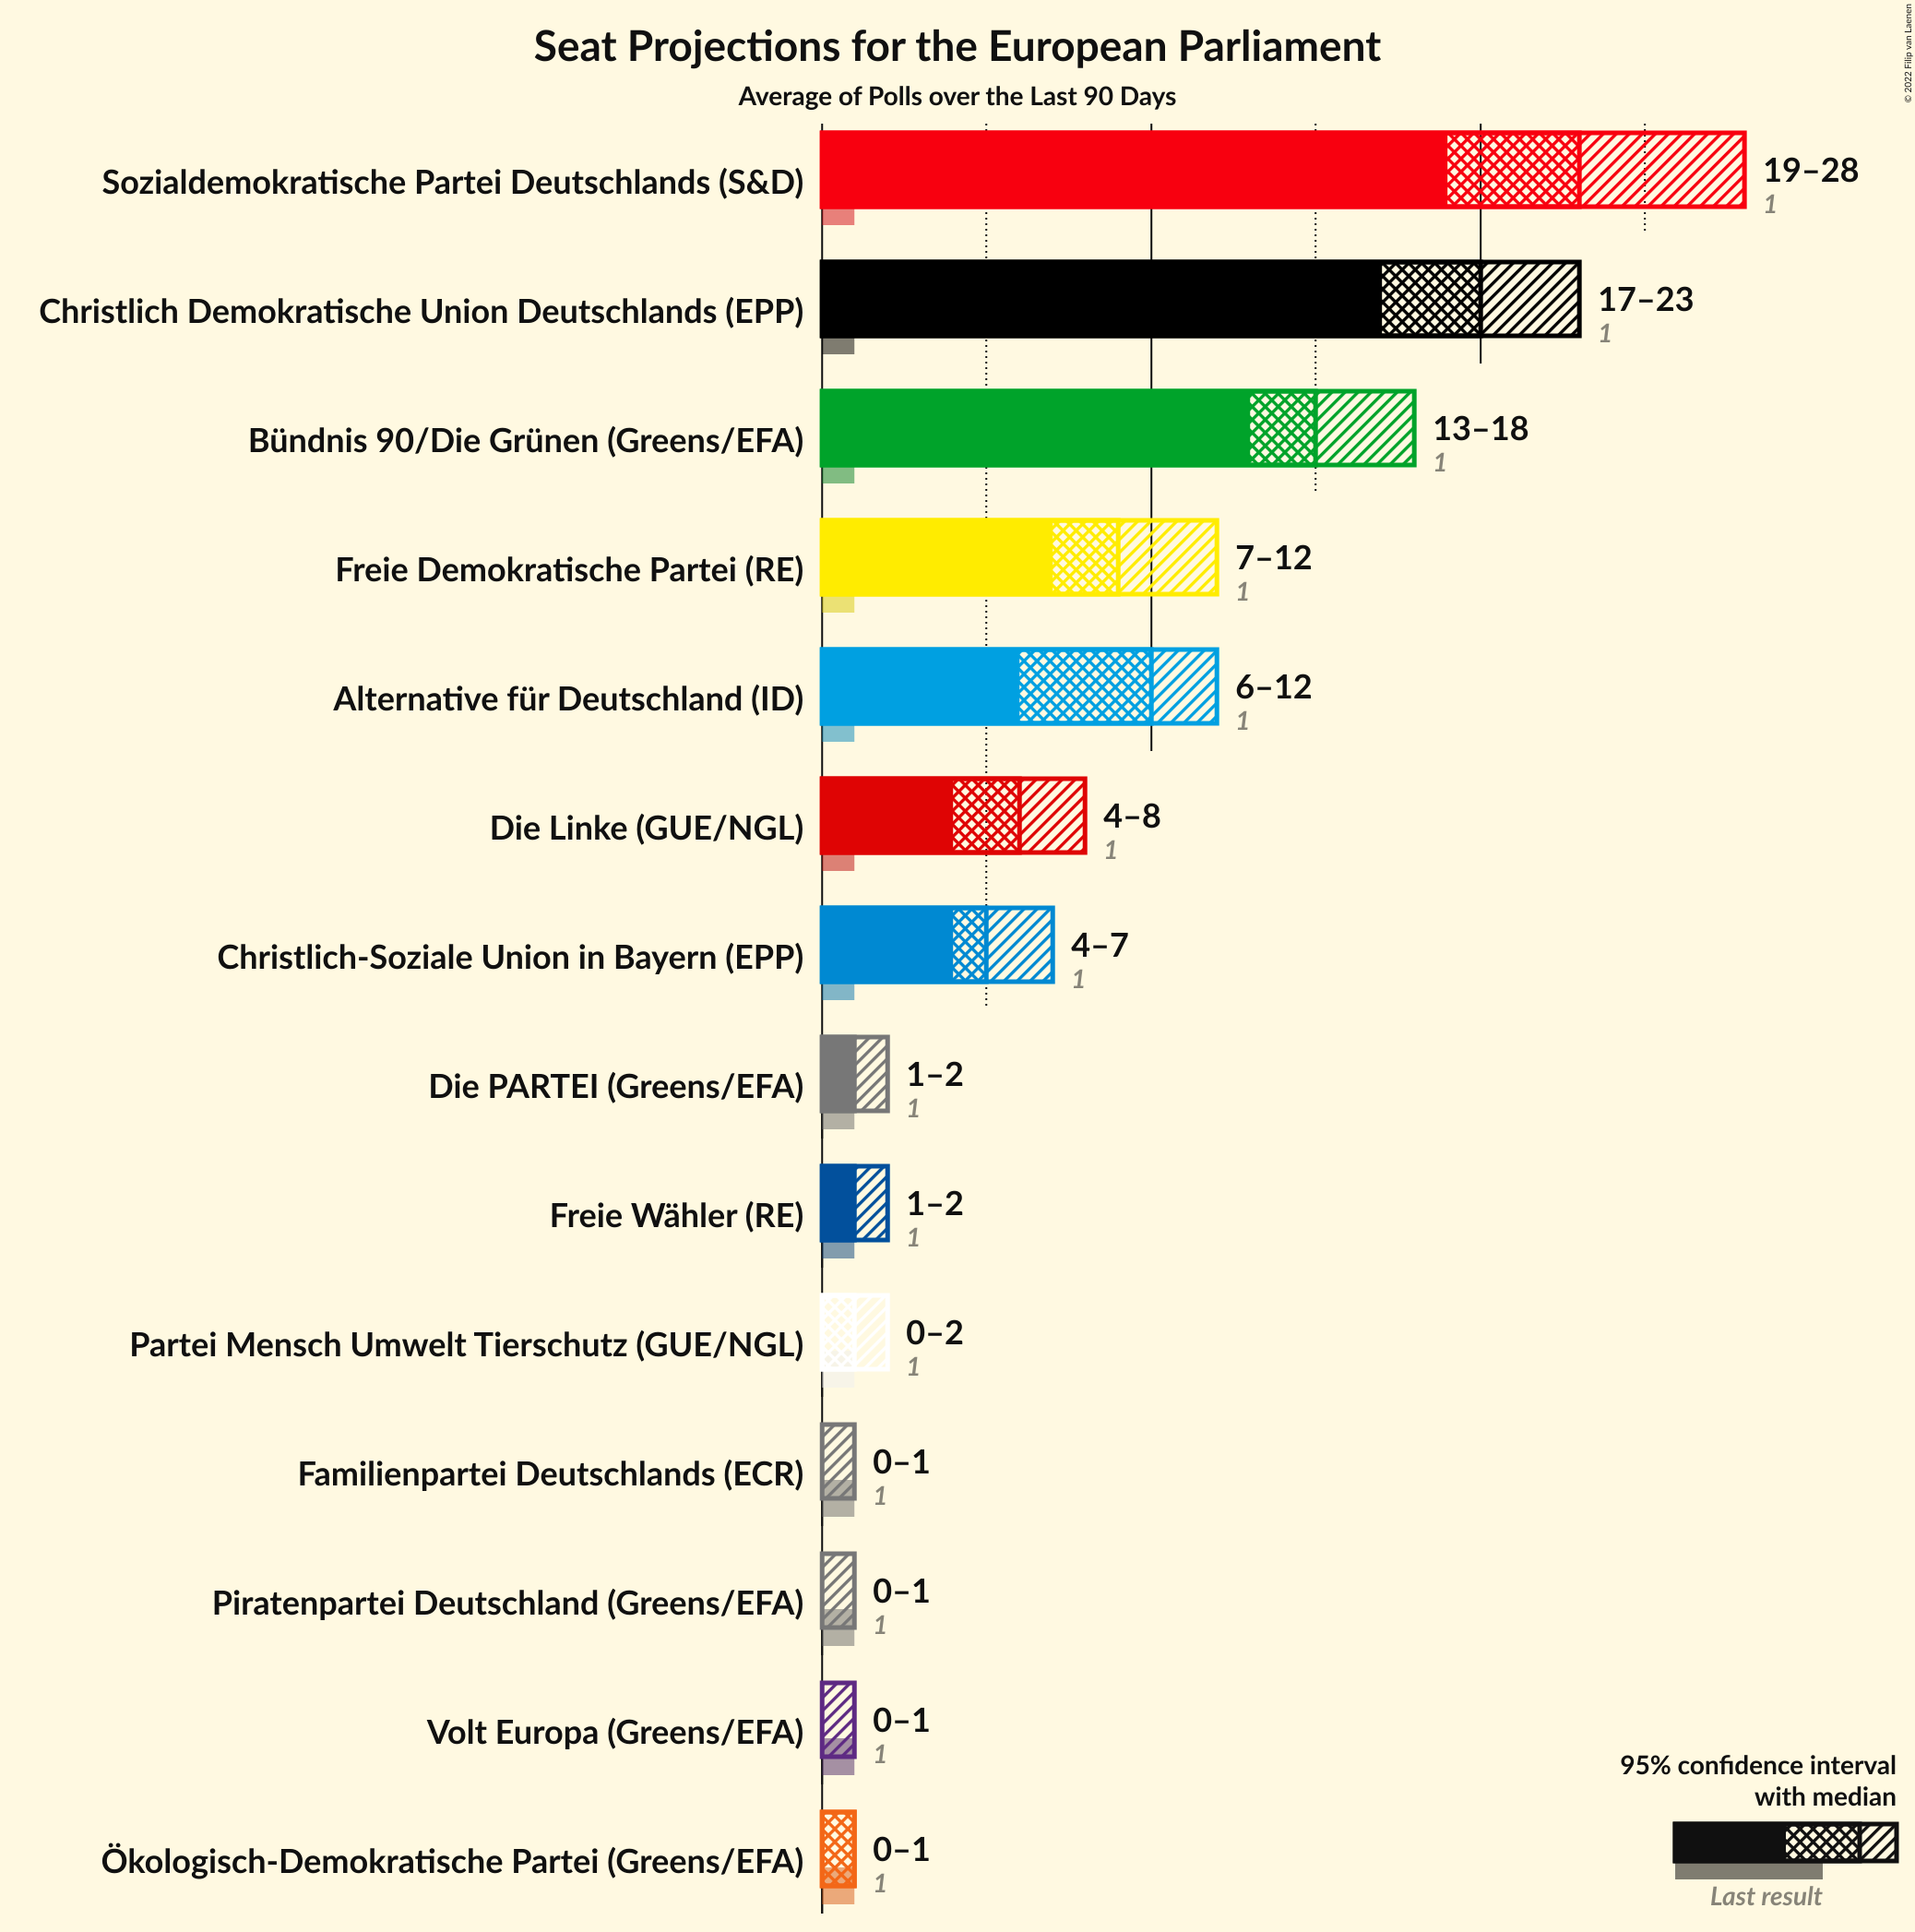 © 2022 Filip van Laenen
Seat Projections for the European Parliament
Average of Polls over the Last 90 Days
Sozialdemokratische Partei Deutschlands (S&D)
19–28
1
Christlich Demokratische Union Deutschlands (EPP)
17–23
1
Bündnis 90/Die Grünen (Greens/EFA)
13–18
1
Freie Demokratische Partei (RE)
7–12
1
Alternative für Deutschland (ID)
6–12
1
Die Linke (GUE/NGL)
4–8
1
Christlich-Soziale Union in Bayern (EPP)
4–7
1
Die PARTEI (Greens/EFA)
1–2
1
Freie Wähler (RE)
1–2
1
Partei Mensch Umwelt Tierschutz (GUE/NGL)
0–2
1
Familienpartei Deutschlands (ECR)
0–1
1
Piratenpartei Deutschland (Greens/EFA)
0–1
1
Volt Europa (Greens/EFA)
0–1
1
Ökologisch-Demokratische Partei (Greens/EFA)
0–1
1
95% confidence interval
with median
Last result